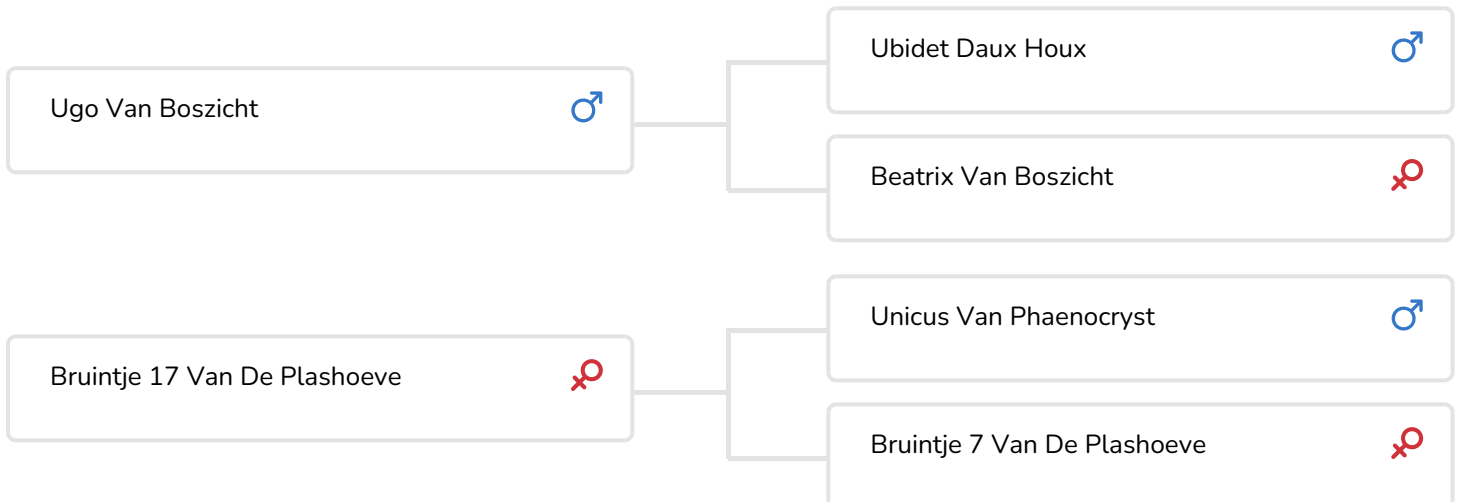 Ubidet Daux Houx
Ugo Van Boszicht
Beatrix Van Boszicht
Unicus Van Phaenocryst
Bruintje 17 Van De Plashoeve
Bruintje 7 Van De Plashoeve